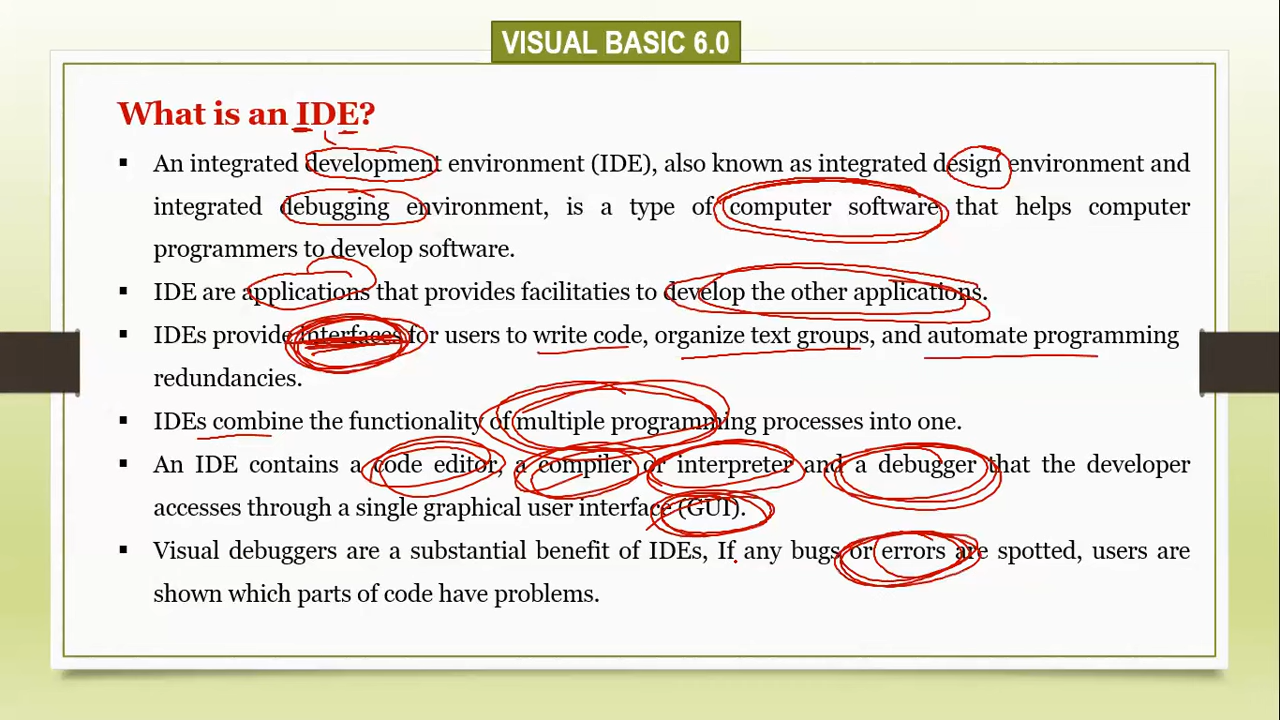 VISUAL BASIC 6.0
What is an IDE?
▪ An integrated development environment (IDE), also known as integrated design environment and
integrated debugging environment, is a type of computer software that helps computer
programmers to develop software.
▪ IDE are applications that provides facilitaties to develop the other applications.
▪ IDEs provide interfaces for users to write code, organize text groups, and automate programming
redundancies.
▪ IDEs combine the functionality of multiple programming processes into one.
▪ An IDE contains a code editor, a compiler or interpreter and a debugger that the developer
accesses through a single graphical user interface (GUI).
▪ Visual debuggers are a substantial benefit of IDEs, If any bugs or errors are spotted, users are
shown which parts of code have problems.